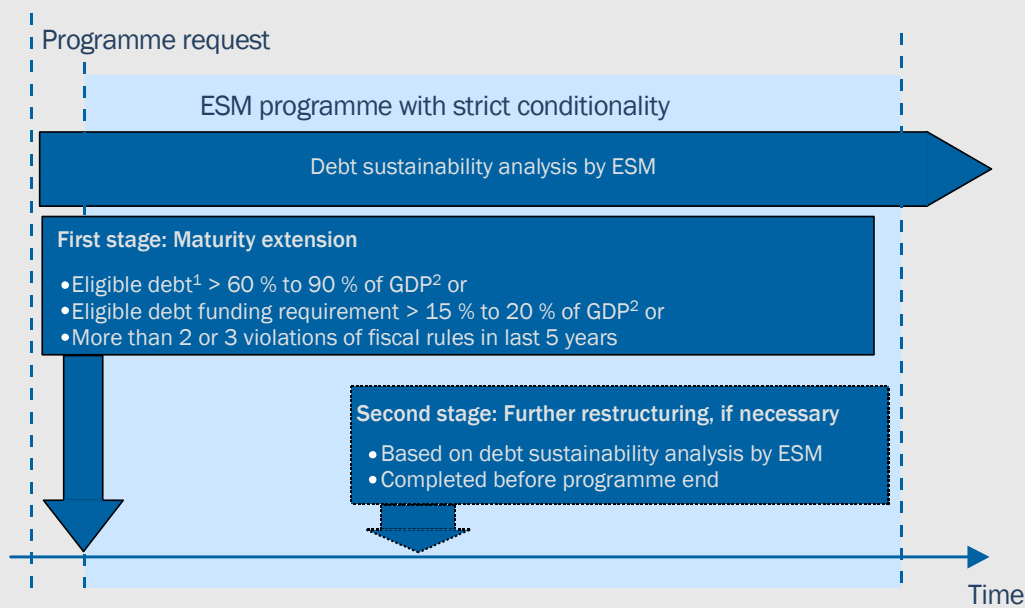 Programme request
ESM programme with strict conditionality
Debt sustainability analysis by ESM
First stage: Maturity extension
•Eligible debt¹ > 60 % to 90 % of GDP² or
•Eligible debt funding requirement > 15 % to 20 % of GDP² or
•More than 2 or 3 violations of fiscal rules in last 5 years
Second stage: Further restructuring, if necessary
•Based on debt sustainability analysis by ESM
•Completed before programme end
Time